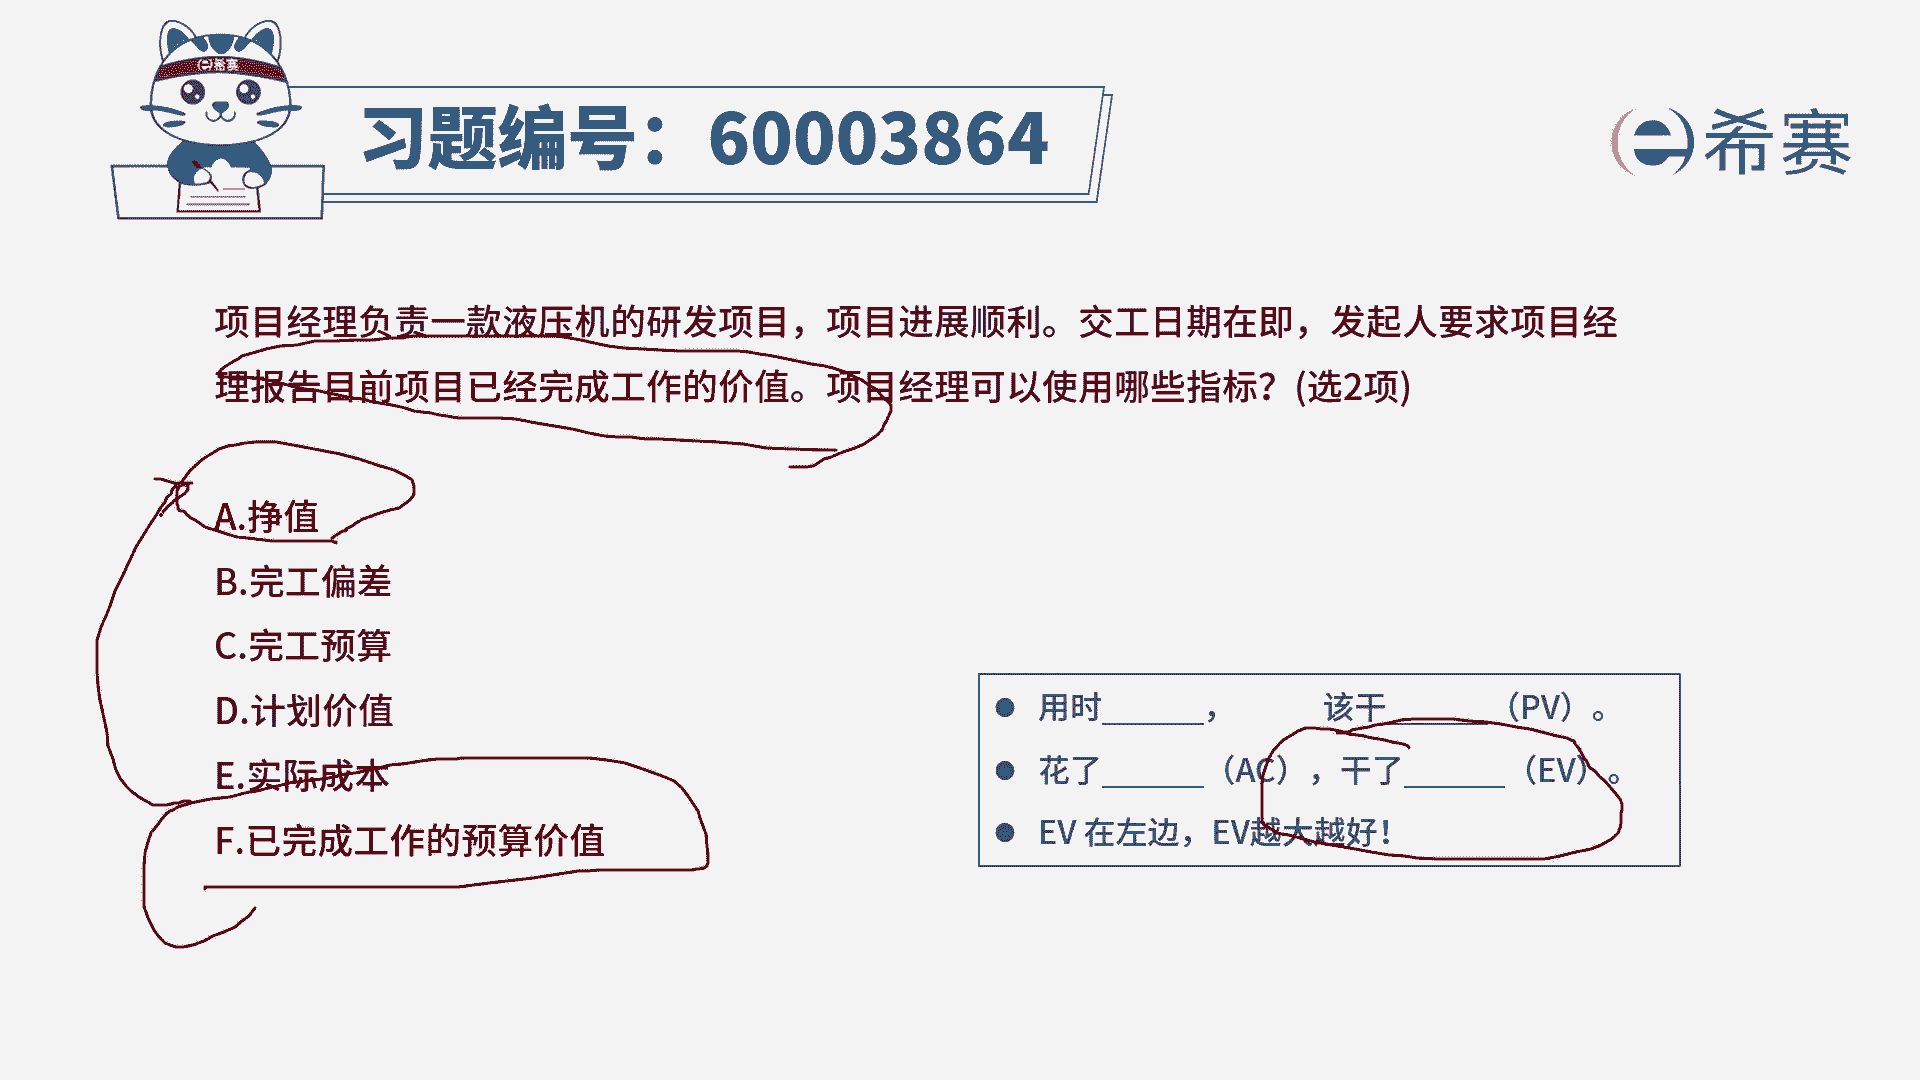 希赛
习题编号：60003864
希赛
项目经理负责一款液压机的研发项目，项目进展顺利。交工日期在即，发起人要求项目经
理报告目前项目已经完成工作的价值。项目经理可以使用哪些指标？(选2项)
A.挣值
B.完工偏差
C.完工预算
D.计划价值
E.实际成本
F.已完成工作的预算价值
用时______，该干______（PV）。
花了______（AC），干了______（EV）。
EV 在左边，EV越大越好！